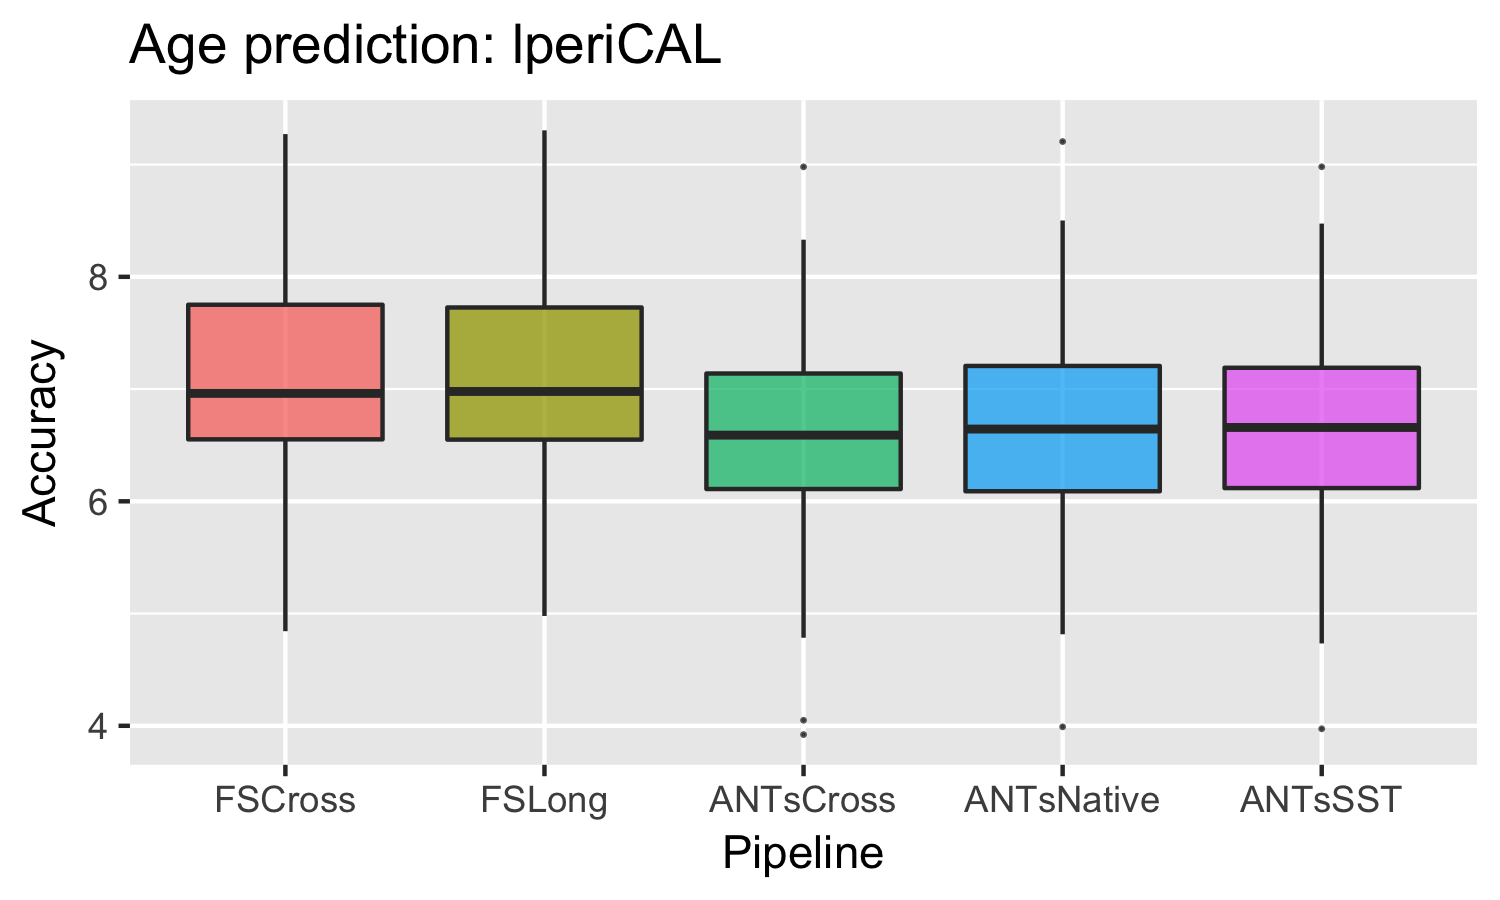 Age prediction: lperiCAL
Accuracy
8
6
4
FSCross FSLong ANTsCross ANTsNative ANTsSST
Pipeline